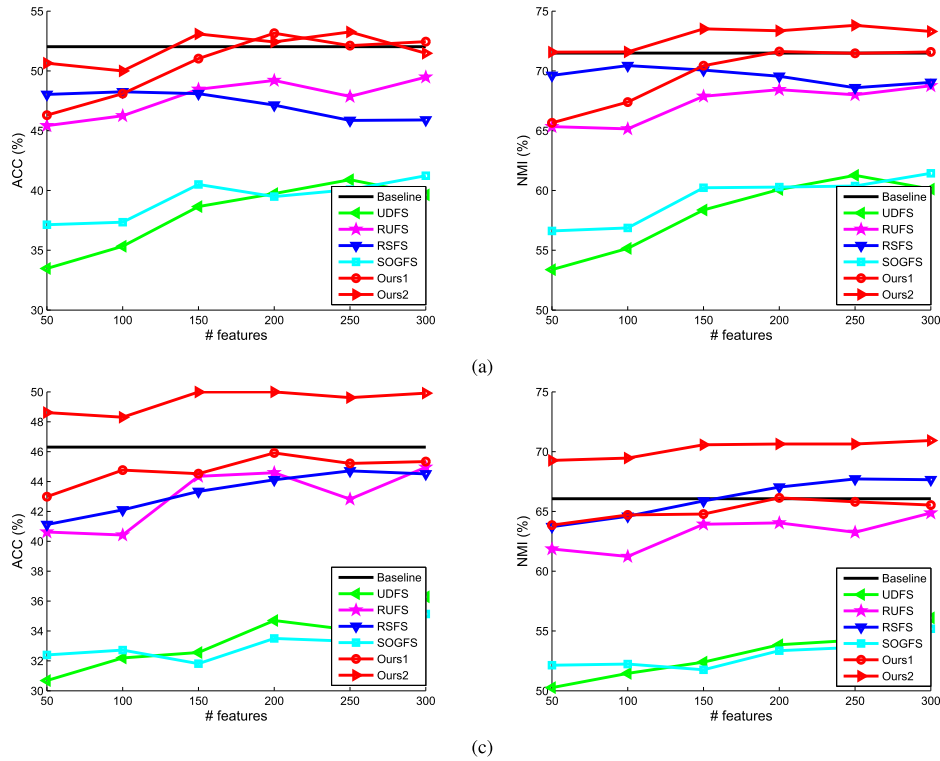 ACC (%)
55
50
45
40
35
30
50
100
150
200
250
300
# features
Baseline
UDFS
RUFS
RSFS
SOGFS
Ours1
Ours2
NMI (%)
75
70
65
60
55
50
50
100
150
200
250
300
# features
Baseline
UDFS
RUFS
RSFS
SOGFS
Ours1
Ours2
(a)
ACC (%)
50
48
46
44
42
40
38
36
34
32
30
50
100
150
200
250
300
# features
Baseline
UDFS
RUFS
RSFS
SOGFS
Ours1
Ours2
NMI (%)
75
70
65
60
55
50
50
100
150
200
250
300
# features
Baseline
UDFS
RUFS
RSFS
SOGFS
Ours1
Ours2
(c)